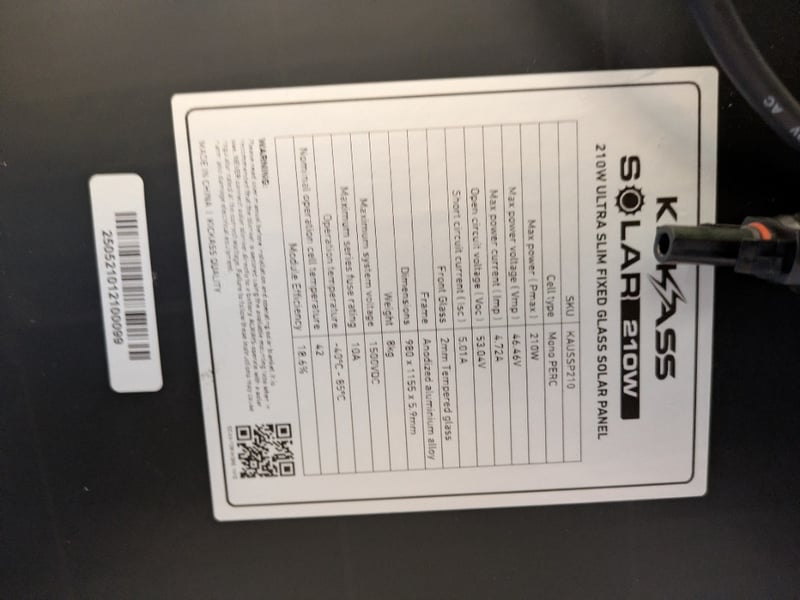 K CKASS
SOLAR 210W
210W ULTRA SLIM FIXED GLASS SOLAR PANEL
SKU KAUSSP210
Cell type Mono PERC
Max power ( Pmax) 210W
Max power voltage ( Vmp) 46.46V
Max power current ( Imp) 4.72A
Open circuit voltage ( Voc ) 53.04V
Short circuit current ( Isc) 5.01A
Front Glass 2mm Tempered glass
Frame Anodized aluminium alloy
Dimensions 980 x 1155 x 5.9mm
Weight 8kg
Maximum system voltage 1500VDC
Maximum series fuse rating 10A
Operation temperature -40°C - 85°C
Nominal operation cell temperature 42
Module Efficiency 18.6%
WARNING:
MADE IN CHINA | KICKASS QUALITY
250521012100099
AC